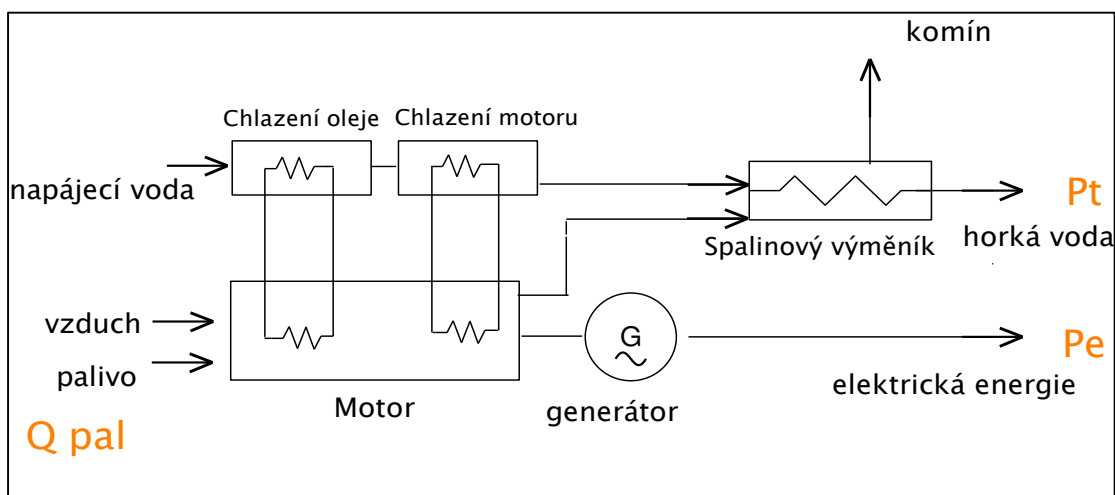 komín
Chlazení oleje
Chlazení motoru
napájecí voda
Pt
Spalinový výměník
horká voda
vzduch
G
Pe
palivo
elektrická energie
Motor
generátor
Q pal